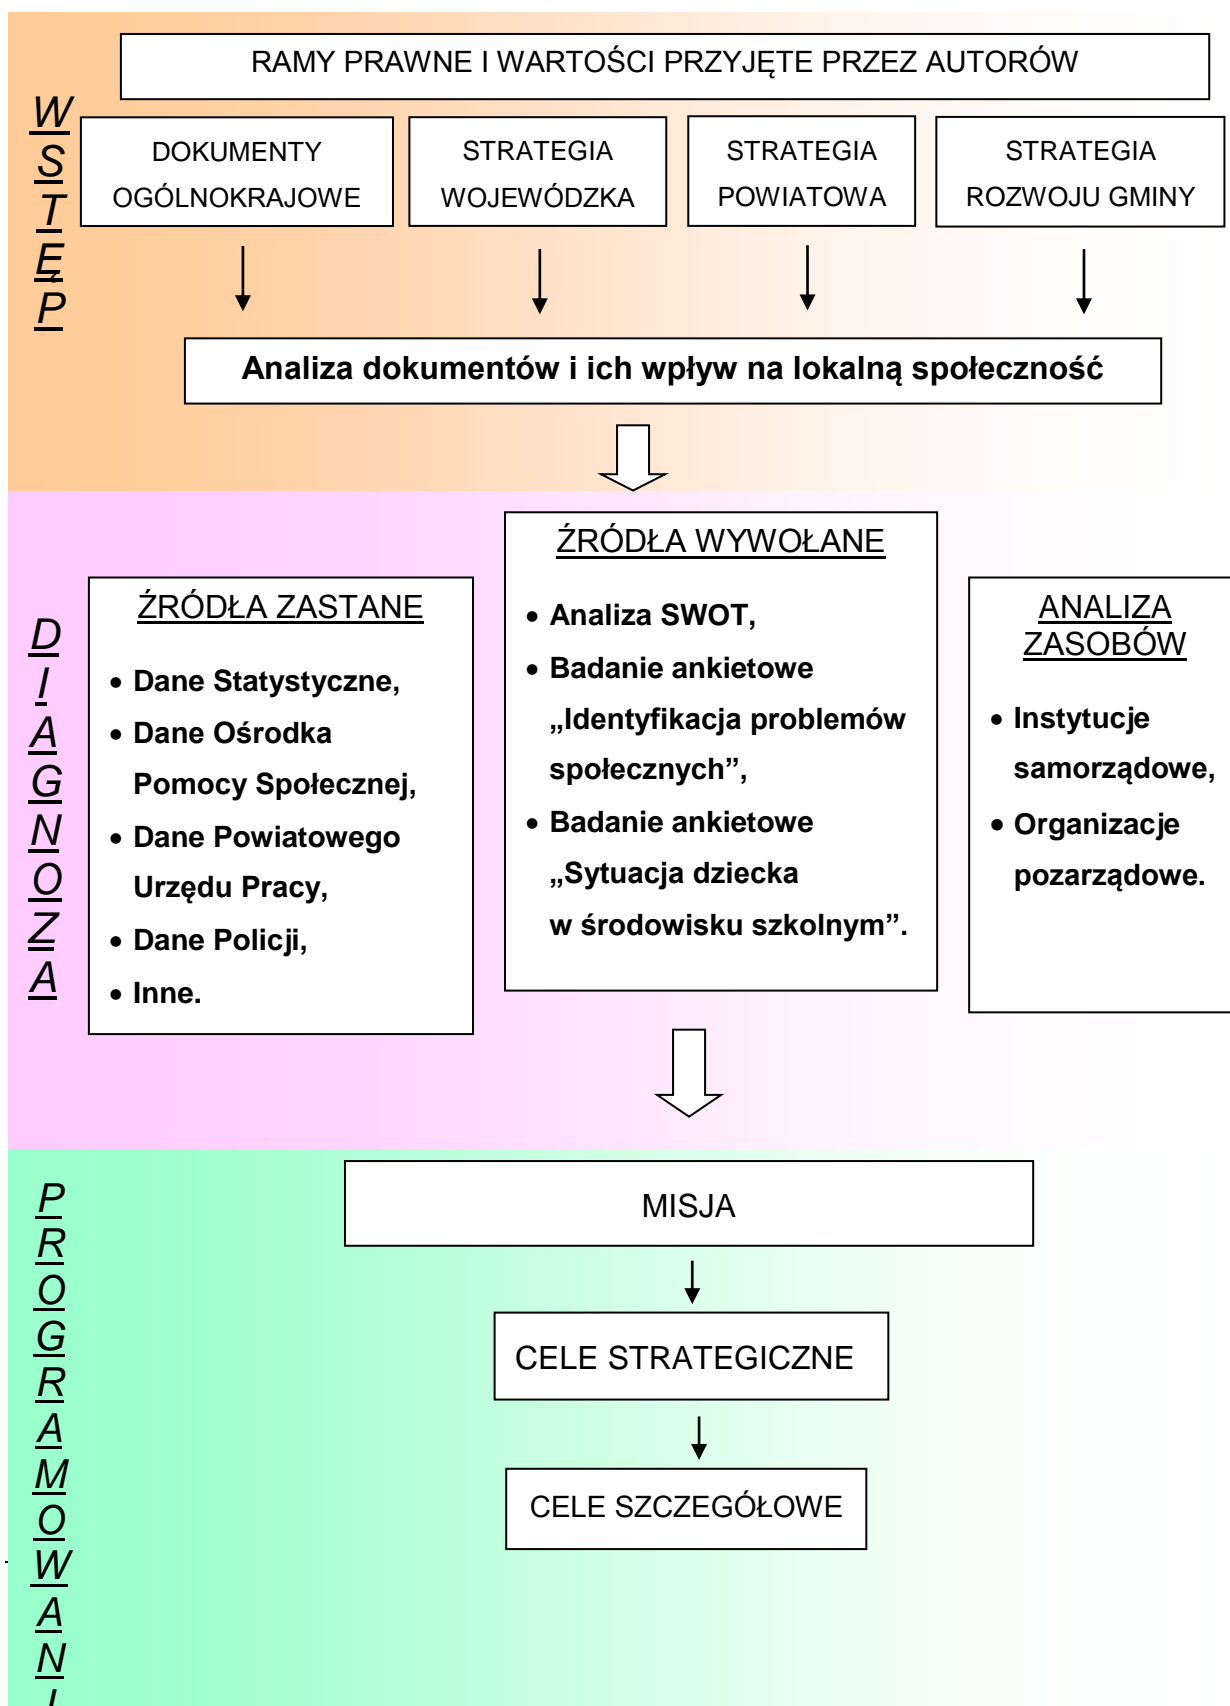 RAMY PRAWNE I WARTOŚCI PRZYJĘTE PRZEZ AUTORÓW
W
S
T
Ę
P
DOKUMENTY
OGÓLNOKRAJOWE
STRATEGIA
WOJEWÓDZKA
STRATEGIA
POWIATOWA
STRATEGIA
ROZWOJU GMINY
Analiza dokumentów i ich wpływ na lokalną społeczność
D
I
A
G
N
O
Z
A
ŹRÓDŁA ZASTANE
• Dane Statystyczne,
• Dane Ośrodka
Pomocy Społecznej,
• Dane Powiatowego
Urzędu Pracy,
• Dane Policji,
• Inne.
ŹRÓDŁA WYWOŁANE
• Analiza SWOT,
• Badanie ankietowe
„Identyfikacja problemów
społecznych”,
• Badanie ankietowe
„Sytuacja dziecka
w środowisku szkolnym”.
ANALIZA
ZASOBÓW
• Instytucje
samorządowe,
• Organizacje
pozarządowe.
P
R
O
G
R
A
M
O
W
A
N
I
MISJA
CELE STRATEGICZNE
CELE SZCZEGÓŁOWE